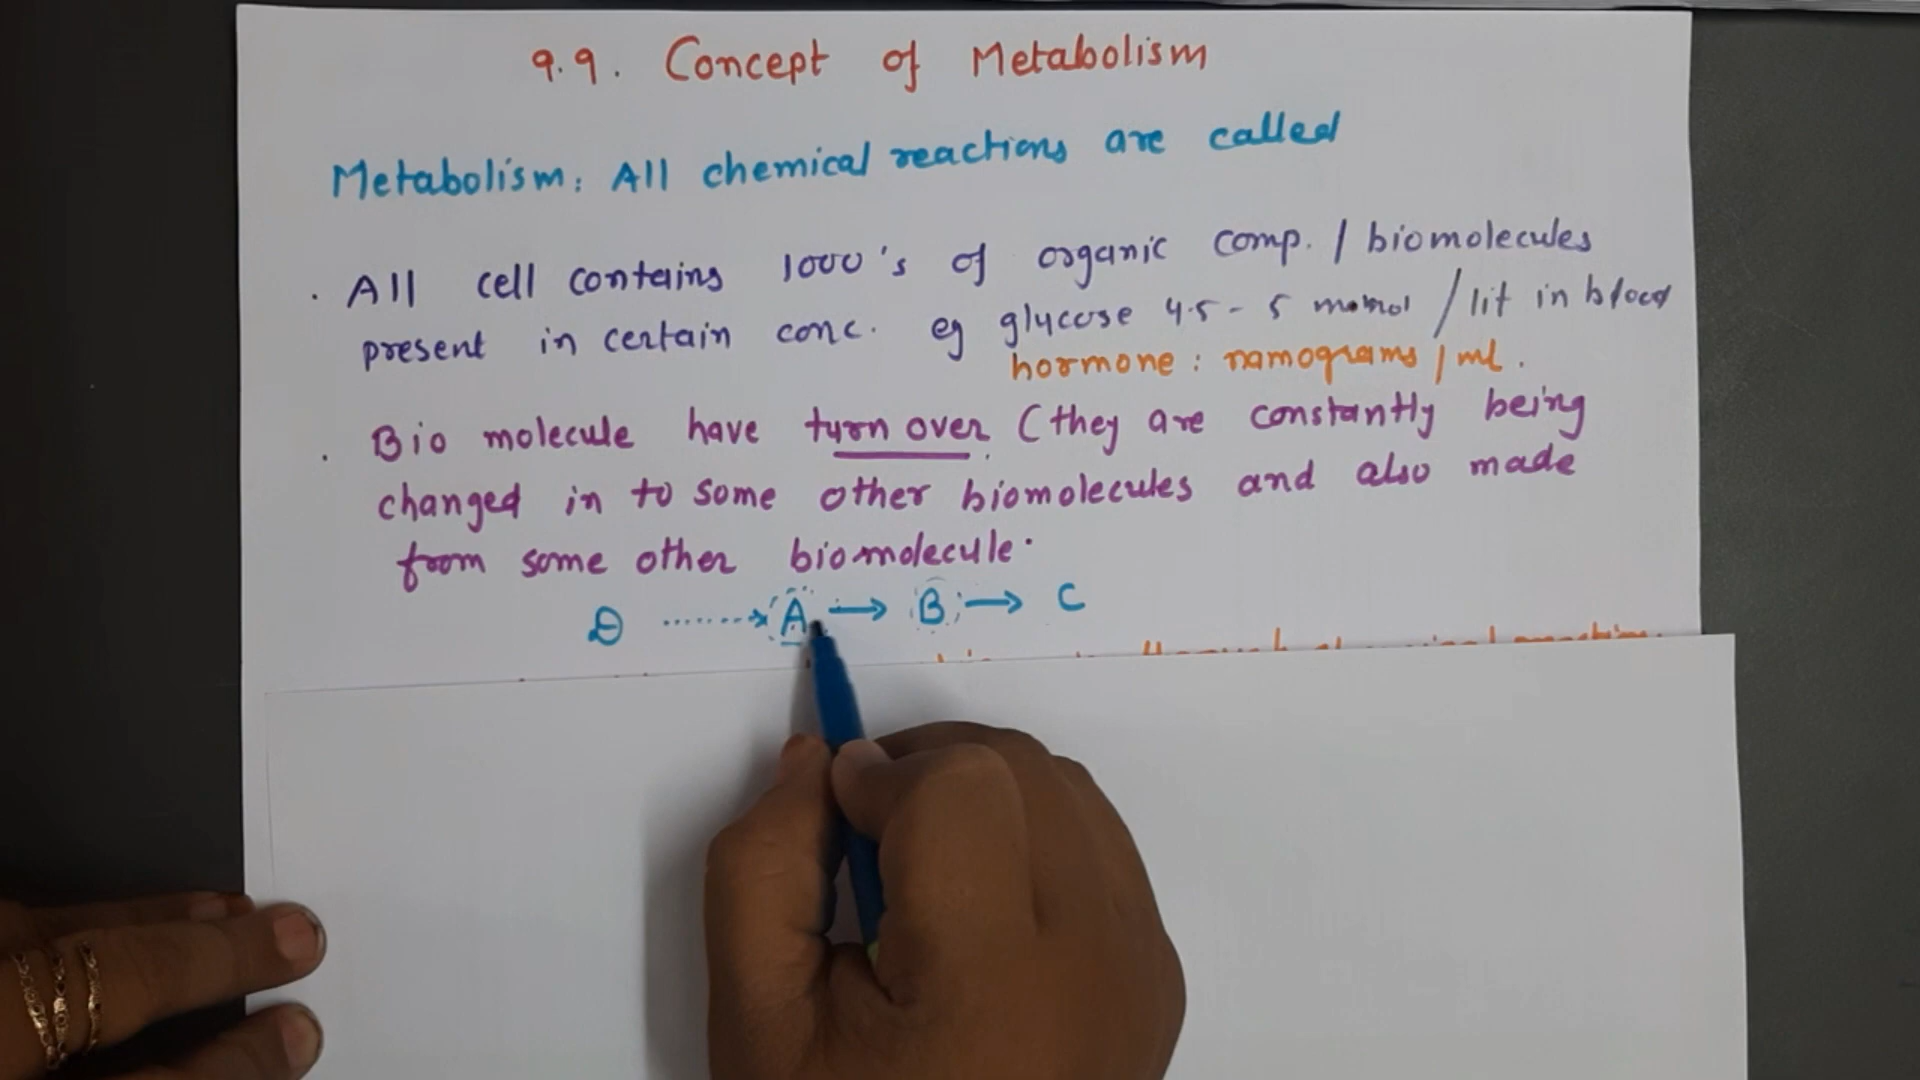 9.9. Concept of Metabolism
Metabolism: All chemical reactions are called
. All cell contains 1000's of organic comp. / biomolecules
present in certain conc. eg glucose 4.5 - 5 mmol / lit in blood
hormone : namograms / ml.
. Bio molecule have turn over (they are constantly being
changed in to some other biomolecules and also made
from some other biomolecule.
D ........→ A → B → C